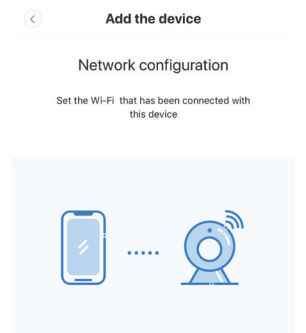 Add the device
Network configuration
Set the Wi-Fi that has been connected with
this device